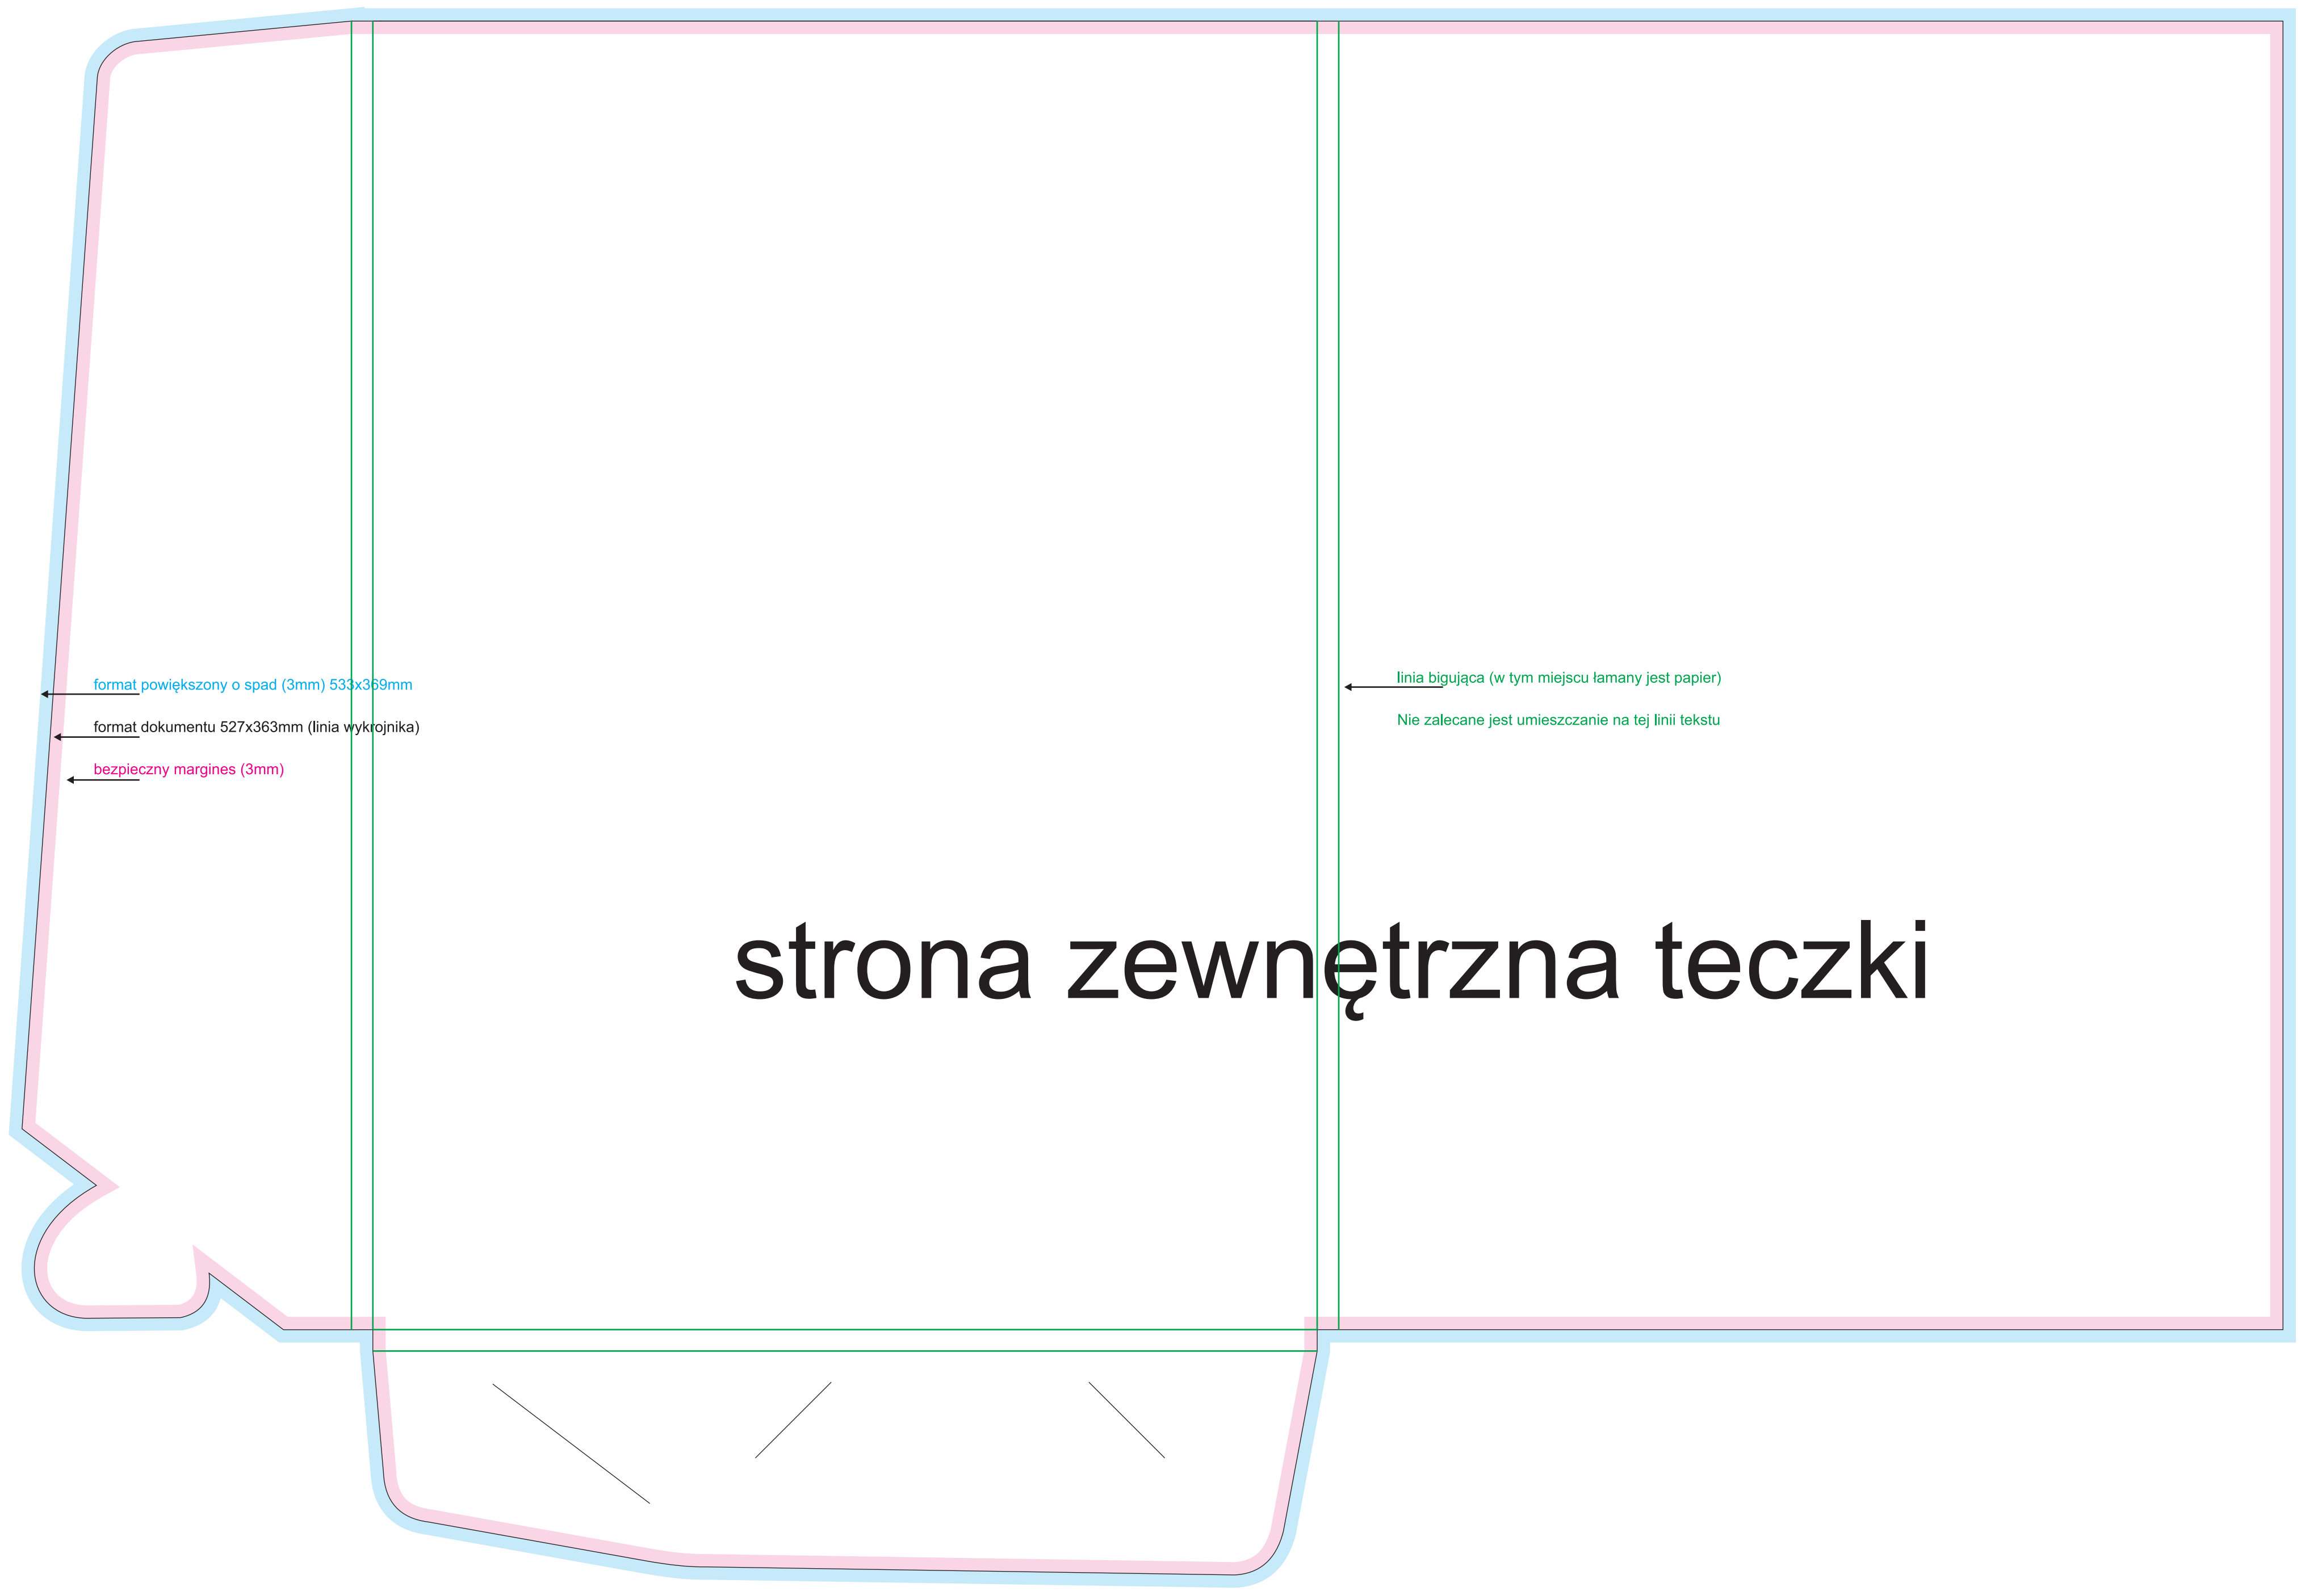 format powiększony o spad (3mm) 533x369mm
format dokumentu 527x363mm (linia wykrojnika)
bezpieczny margines (3mm)
linia bigująca (w tym miejscu łamany jest papier)
Nie zalecane jest umieszczanie na tej linii tekstu
strona zewnętrzna teczki